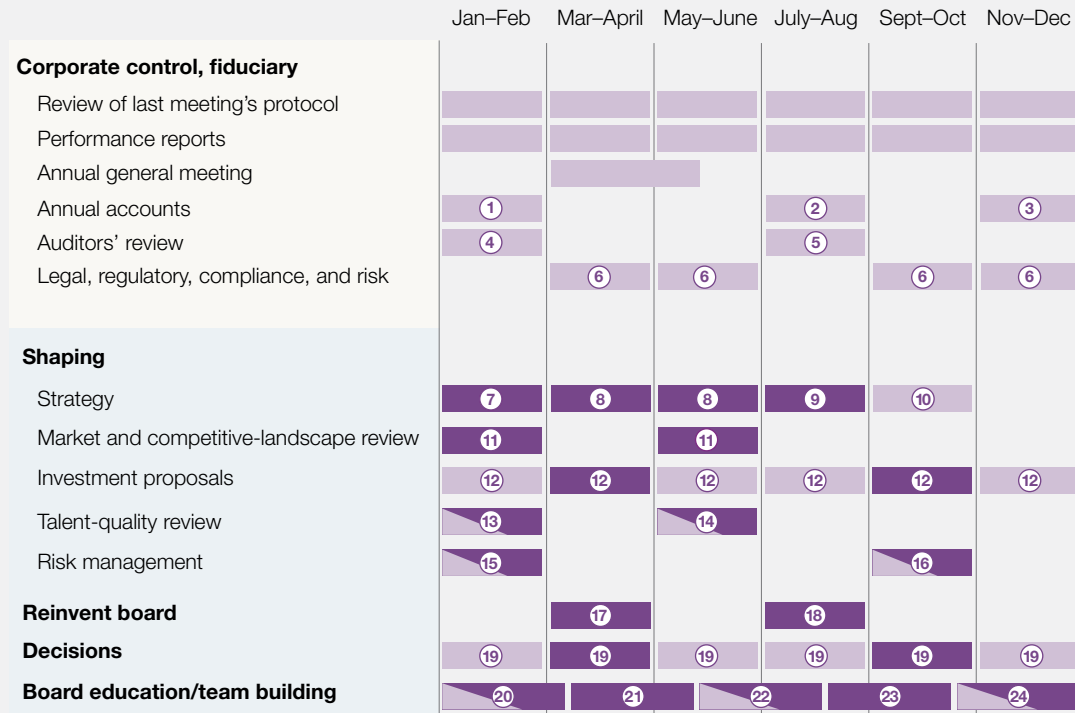 Jan–Feb Mar–April May–June July–Aug Sept–Oct Nov–Dec
Corporate control, fiduciary
Review of last meeting’s protocol
Performance reports
Annual general meeting
Annual accounts 1 2 3
Auditors’ review 4 5
Legal, regulatory, compliance, and risk 6 6 6 6
Shaping
Strategy 7 8 8 9 10
Market and competitive-landscape review 11 11
Investment proposals 12 12 12 12 12 12
Talent-quality review 13 14
Risk management 15 16
Reinvent board 17 18
Decisions 19 19 19 19 19 19
Board education/team building 20 21 22 23 24